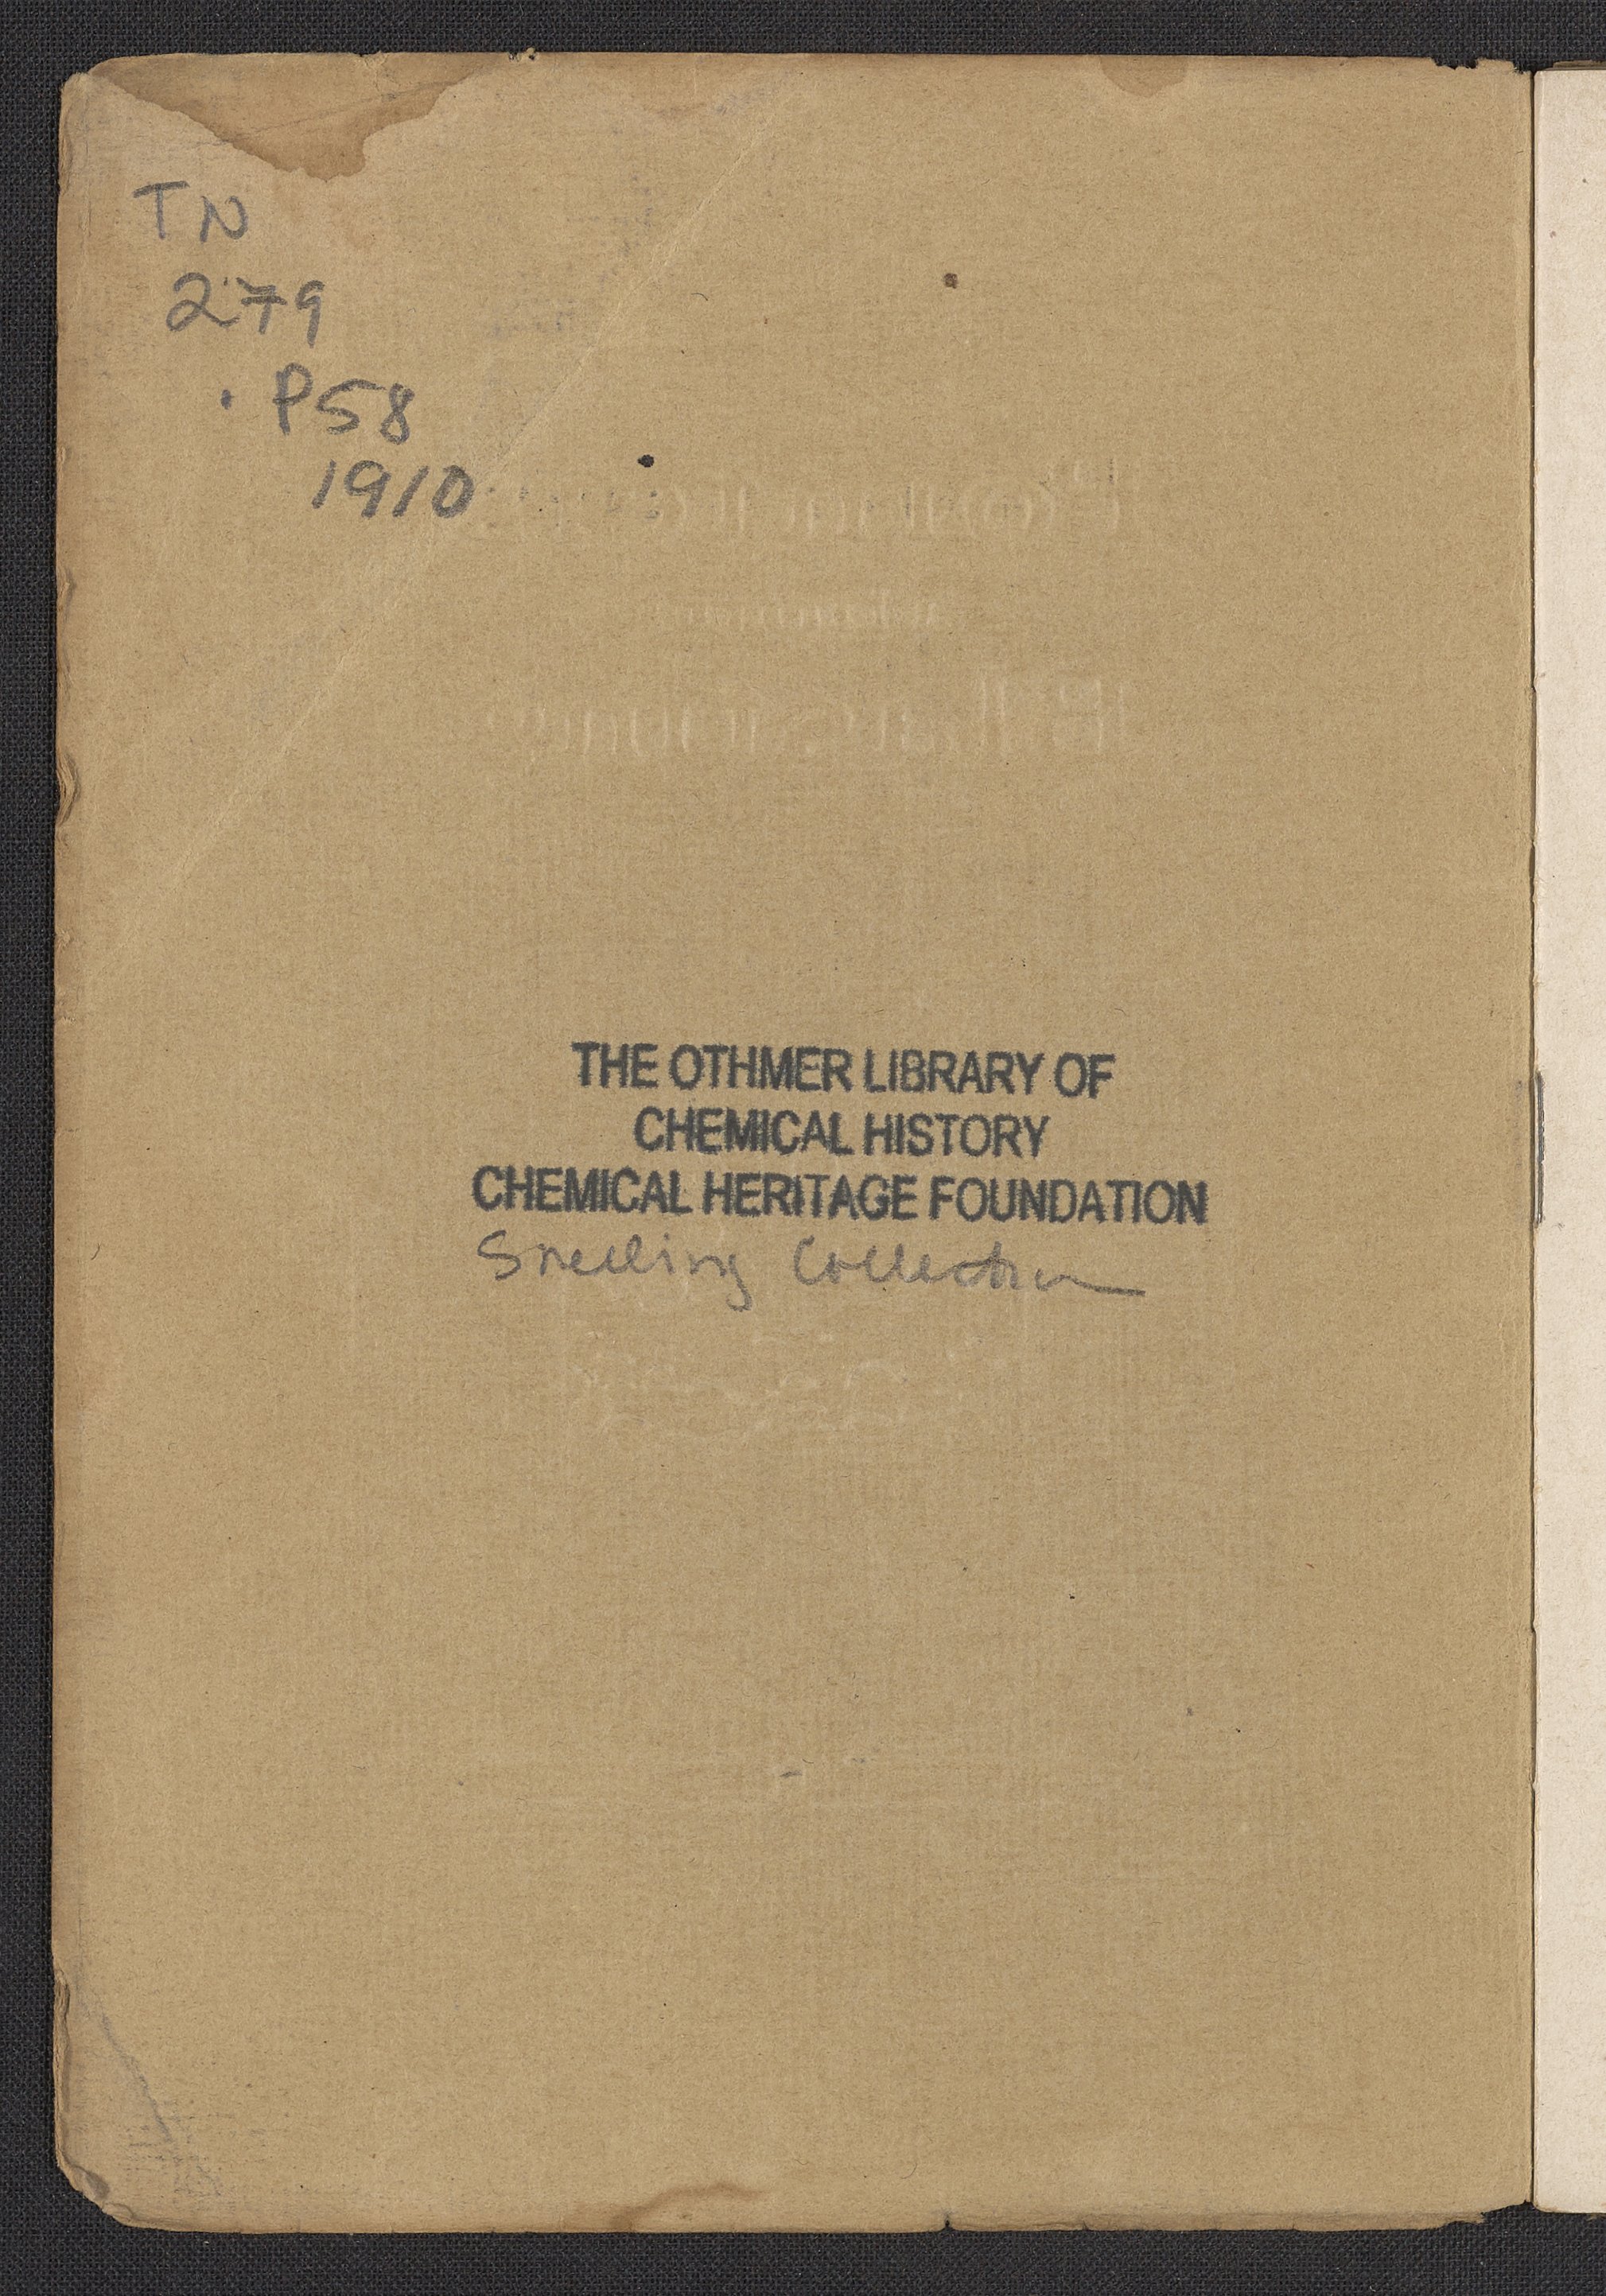 TN
279
.P58
1910
THE OTHMER LIBRARY OF
CHEMICAL HISTORY
CHEMICAL HERITAGE FOUNDATION
Snelling Collection